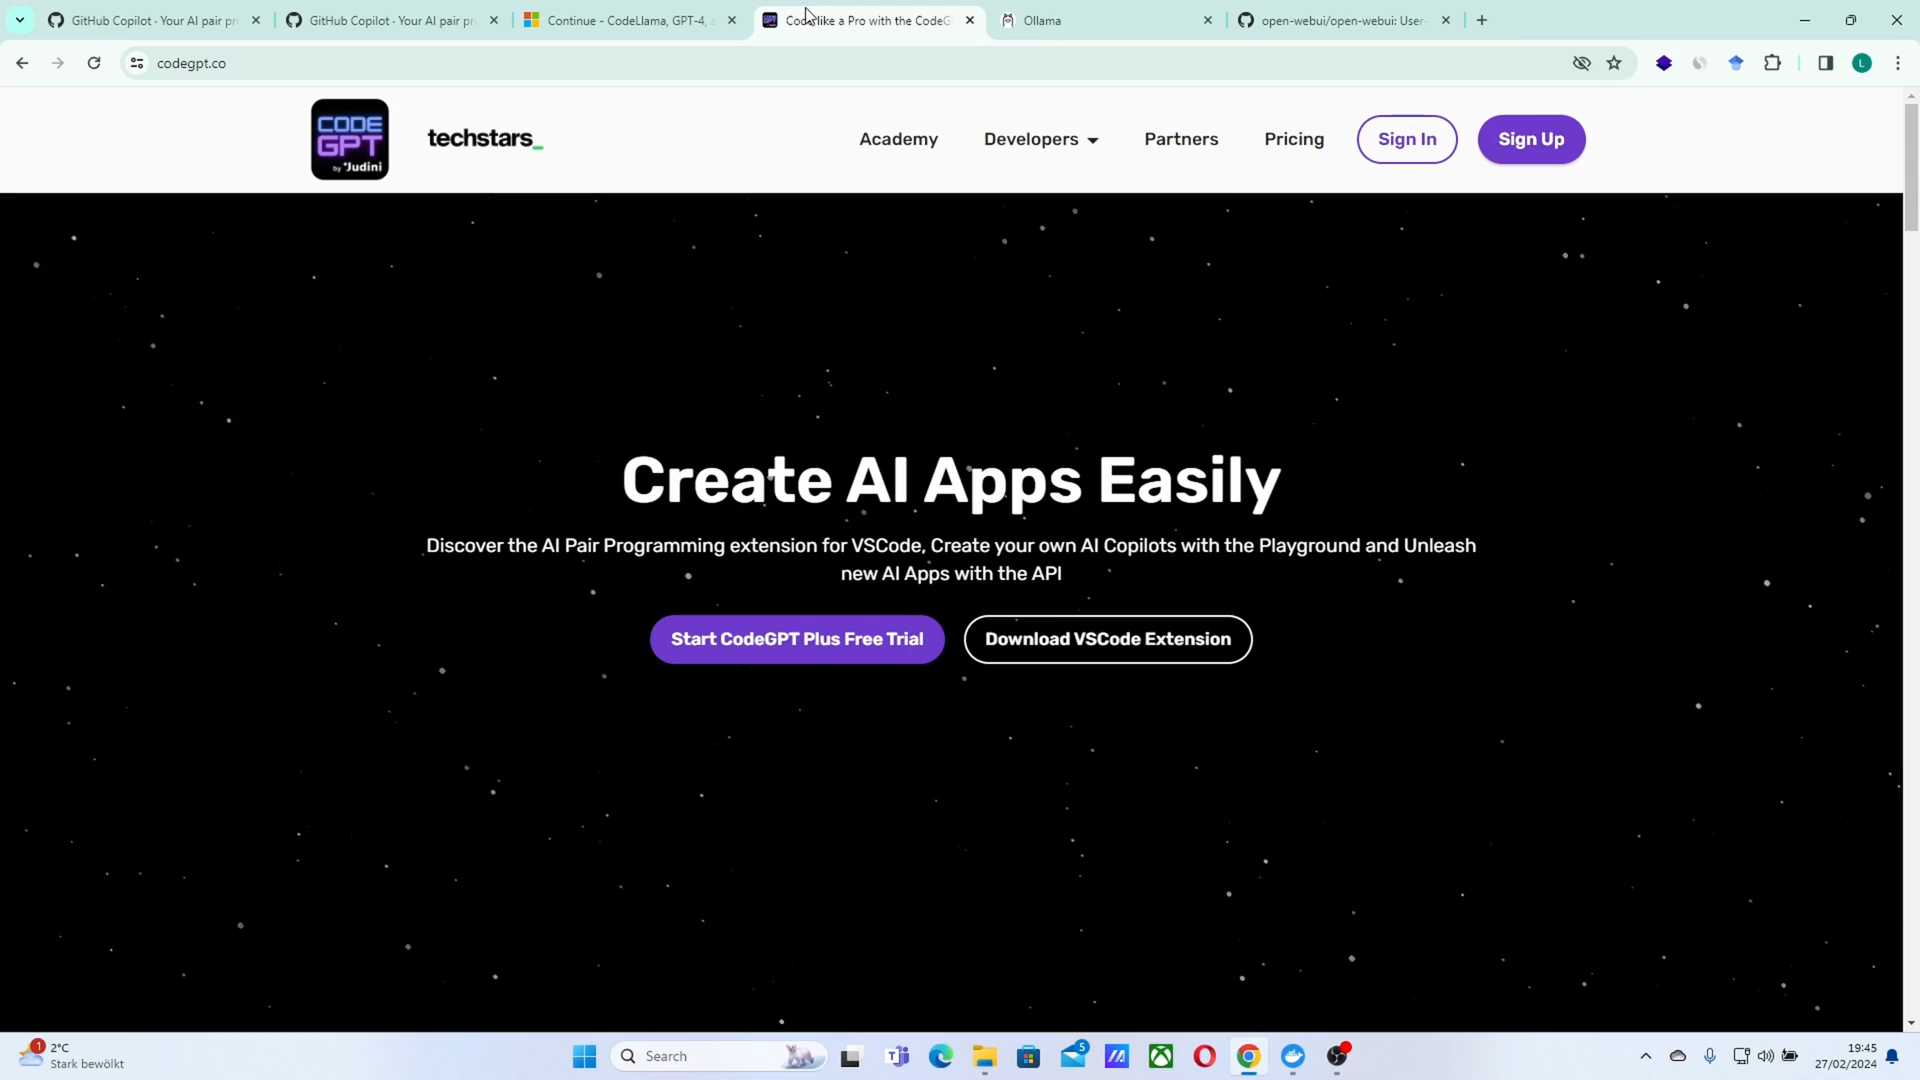 GitHub Copilot · Your AI pair pr
GitHub Copilot · Your AI pair pr
Continue - CodeLlama, GPT-4, a
Code like a Pro with the CodeG
Ollama
open-webui/open-webui: User-
codegpt.co
L
CODE
GPT
by Judini
techstars_
Academy
Developers
Partners
Pricing
Sign In
Sign Up
Create AI Apps Easily
Discover the AI Pair Programming extension for VSCode, Create your own AI Copilots with the Playground and Unleash
new AI Apps with the API
Start CodeGPT Plus Free Trial
Download VSCode Extension
1
2°C
Stark bewölkt
Search
5
19:45
27/02/2024